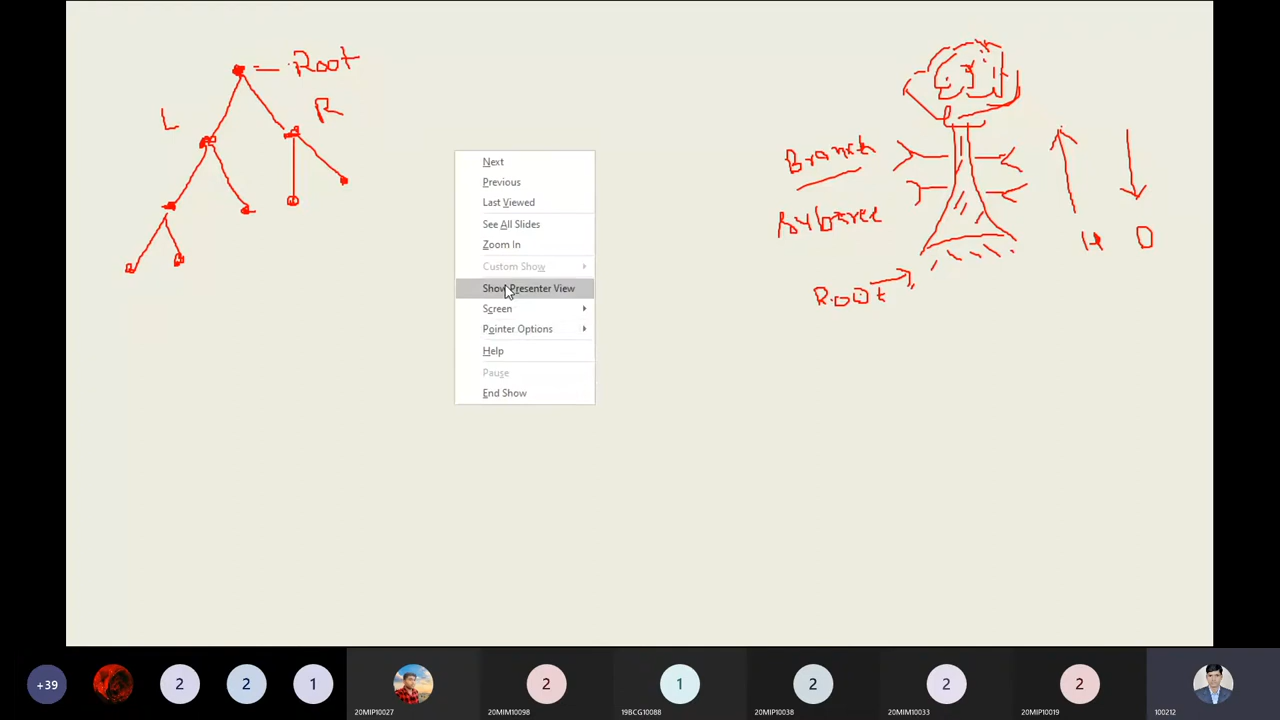 Root
L
R
Branch
Root
H
D
Next
Previous
Last Viewed
See All Slides
Zoom In
Custom Show
Show Presenter View
Screen
Pointer Options
Help
Pause
End Show
+39
2
2
1
2
1
2
2
2
20MIP10027
20MIM10098
19BCG10088
20MIP10038
20MIM10033
20MIP10019
100212